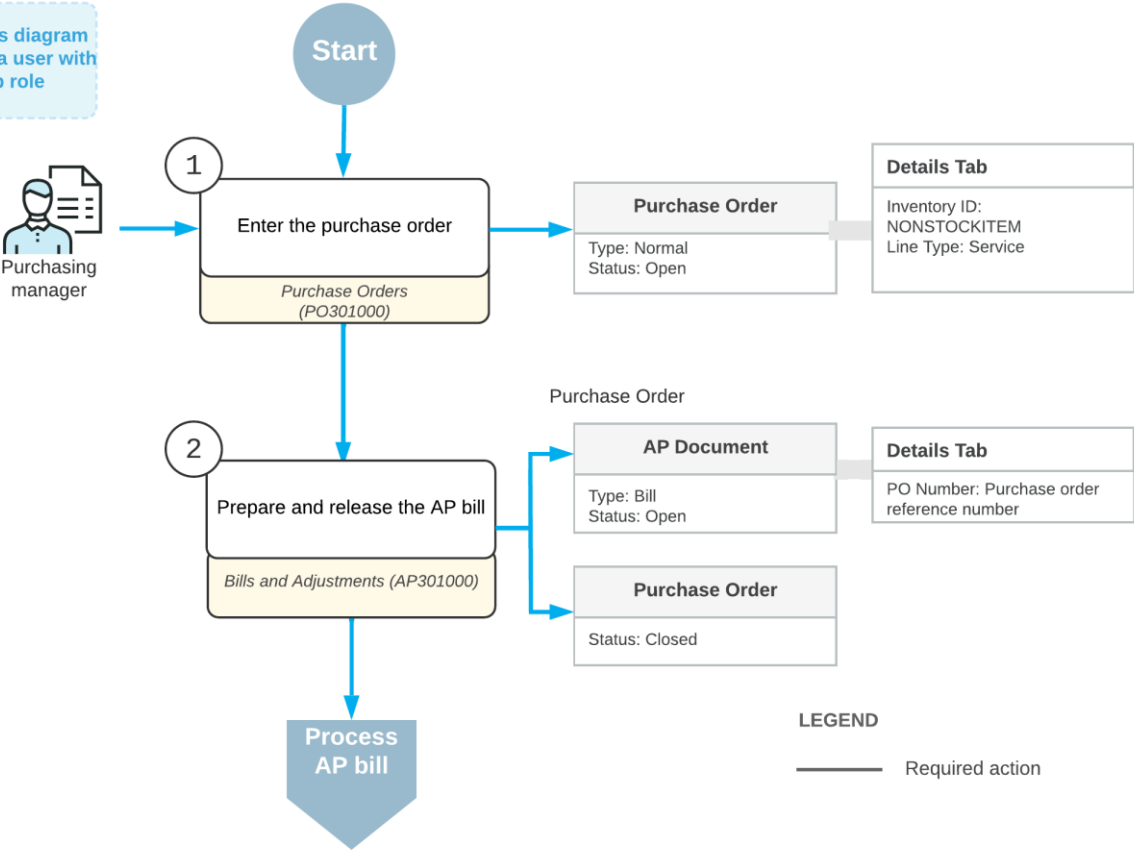 s diagram
a user with
role
Start
1
Enter the purchase order
Purchase Orders
(PO301000)
Purchasing
manager
Purchase Order
Type: Normal
Status: Open
Details Tab
Inventory ID:
NONSTOCKITEM
Line Type: Service
2
Prepare and release the AP bill
Bills and Adjustments (AP301000)
Purchase Order
AP Document
Type: Bill
Status: Open
Details Tab
PO Number: Purchase order
reference number
Purchase Order
Status: Closed
Process
AP bill
LEGEND
Required action